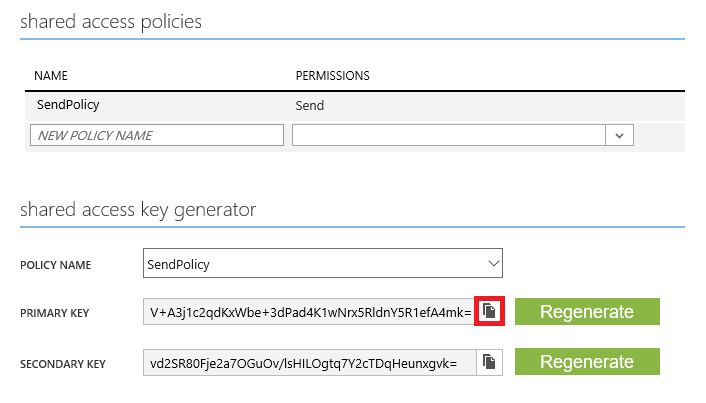 shared access policies
NAME PERMISSIONS
SendPolicy Send
NEW POLICY NAME
shared access key generator
POLICY NAME SendPolicy
PRIMARY KEY V+A3j1c2qdKxWbe+3dPad4K1wNrx5RldnY5R1efA4mk= Regenerate
SECONDARY KEY vd2SR80Fje2a7OGuOv/lsHILOgtq7Y2cTDqHeunxgvk= Regenerate